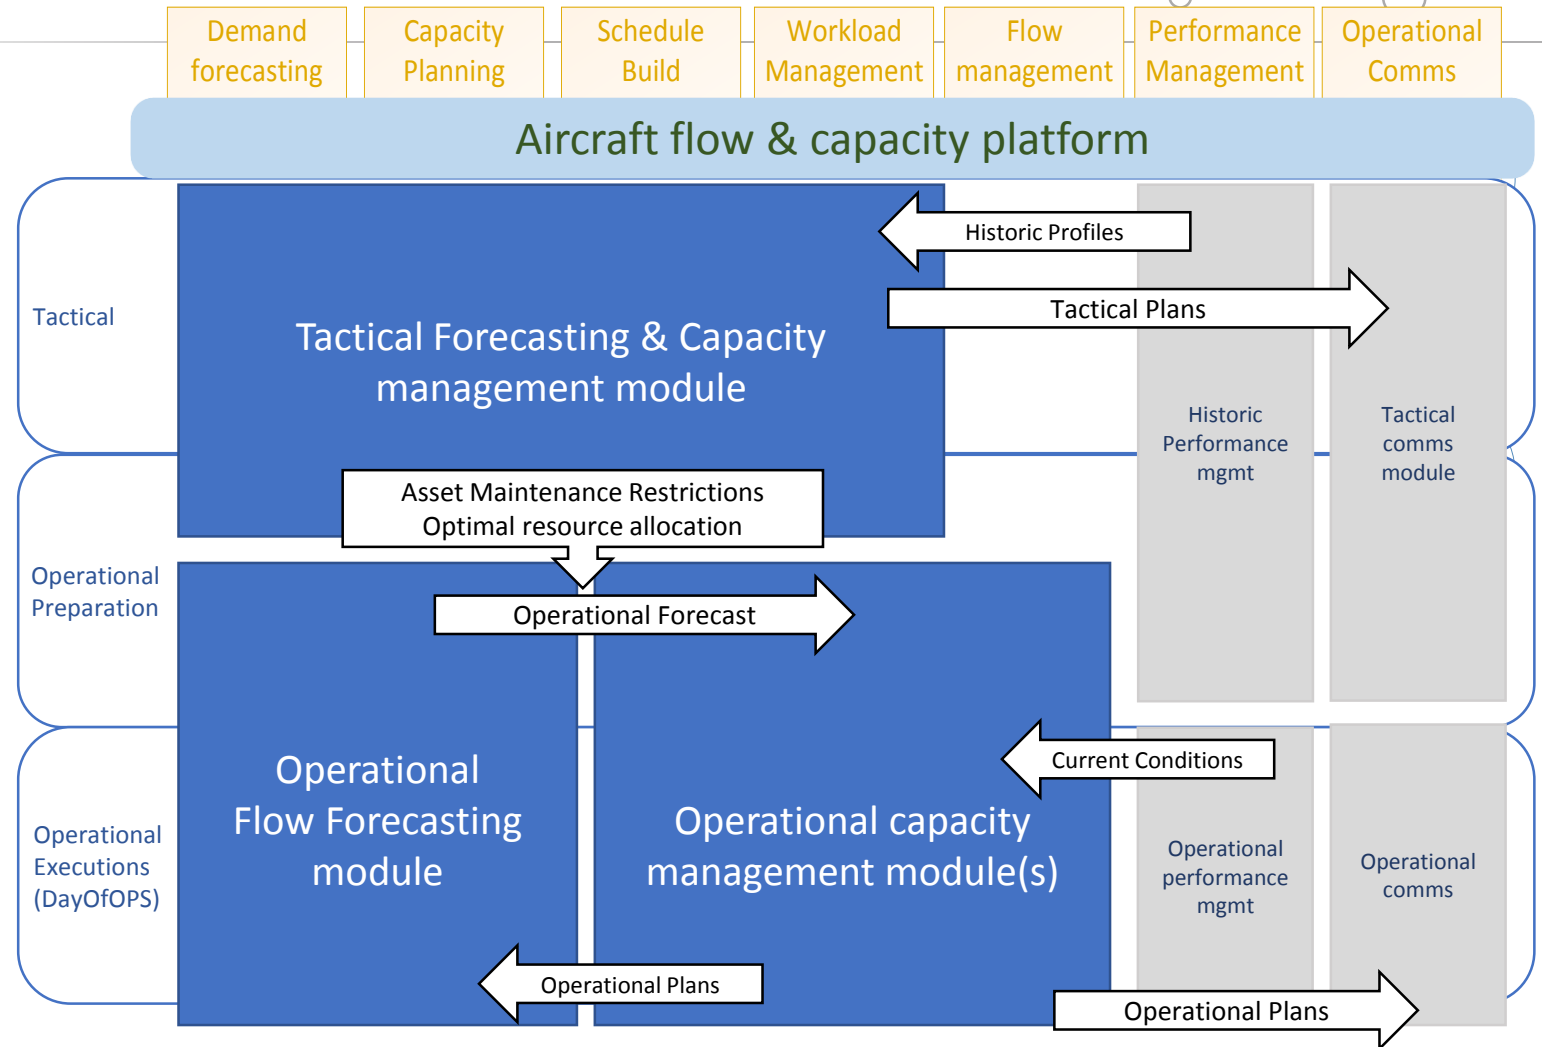 Demand
forecasting
Capacity
Planning
Schedule
Build
Workload
Management
Flow
management
Performance
Management
Operational
Comms
Aircraft flow & capacity platform
Historic Profiles
Tactical
Tactical Plans
Tactical Forecasting & Capacity
management module
Historic
Performance
mgmt
Tactical
comms
module
Asset Maintenance Restrictions
Optimal resource allocation
Operational
Preparation
Operational Forecast
Current Conditions
Operational
Flow Forecasting
module
Operational capacity
management module(s)
Operational
Executions
(DayOfOPS)
Operational
performance
mgmt
Operational
comms
Operational Plans
Operational Plans